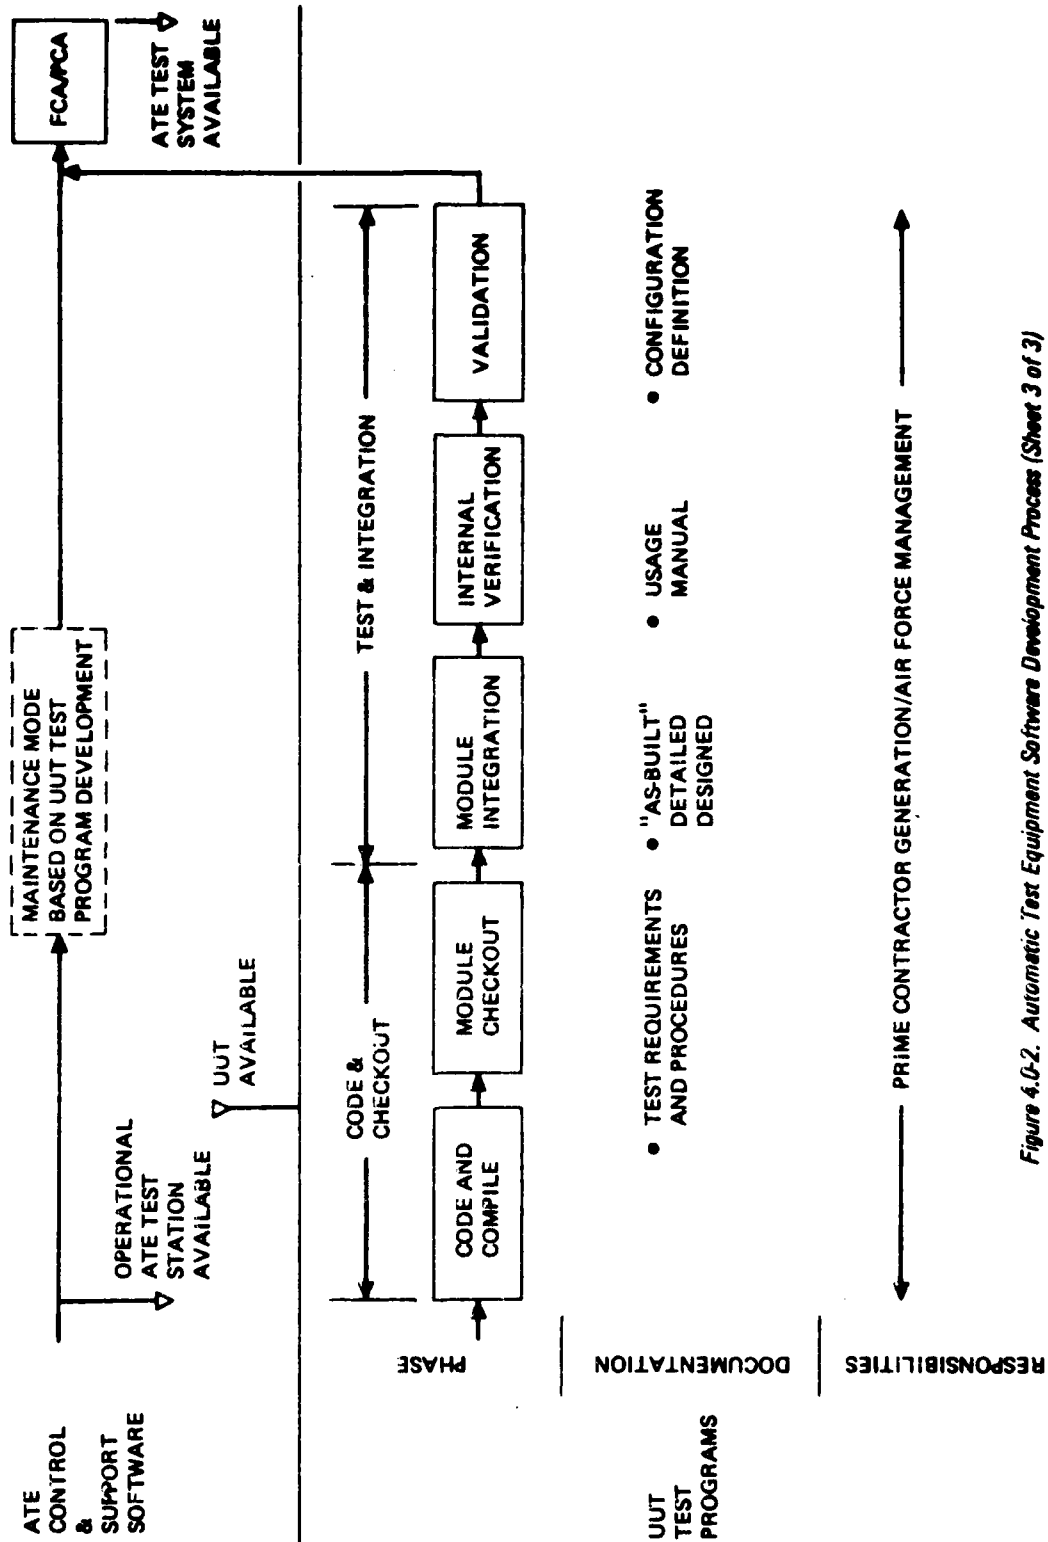 ATE
CONTROL
&
SUPPORT
SOFTWARE
OPERATIONAL
ATE TEST
STATION
AVAILABLE
UUT
AVAILABLE
MAINTENANCE MODE
BASED ON UUT TEST
PROGRAM DEVELOPMENT
FCA/PCA
ATE TEST
SYSTEM
AVAILABLE
UUT
TEST
PROGRAMS
PHASE
CODE &
CHECKOUT
TEST & INTEGRATION
CODE AND
COMPILE
MODULE
CHECKOUT
MODULE
INTEGRATION
INTERNAL
VERIFICATION
VALIDATION
DOCUMENTATION
• TEST REQUIREMENTS
AND PROCEDURES
• "AS-BUILT"
DETAILED
DESIGNED
• USAGE
MANUAL
• CONFIGURATION
DEFINITION
RESPONSIBILITIES
PRIME CONTRACTOR GENERATION/AIR FORCE MANAGEMENT
Figure 4.0-2. Automatic Test Equipment Software Development Process (Sheet 3 of 3)